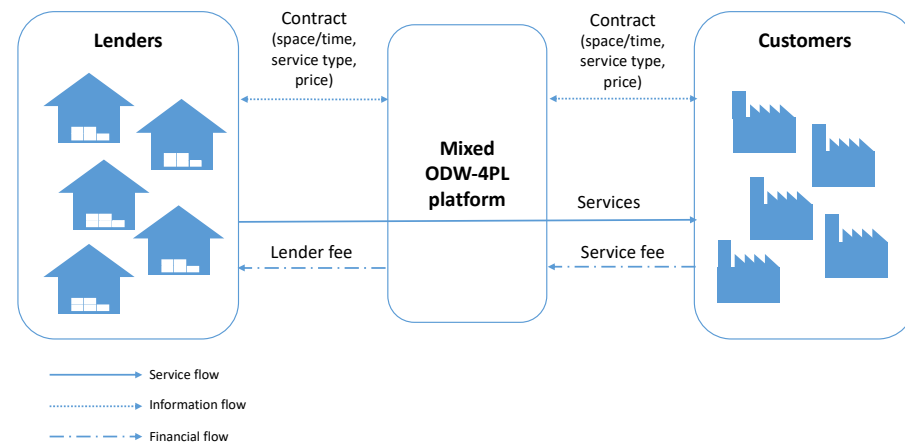 Lenders
Contract
(space/time,
service type,
price)
Mixed
ODW-4PL
platform
Contract
(space/time,
service type,
price)
Customers
Services
Lender fee
Service fee
Service flow
Information flow
Financial flow